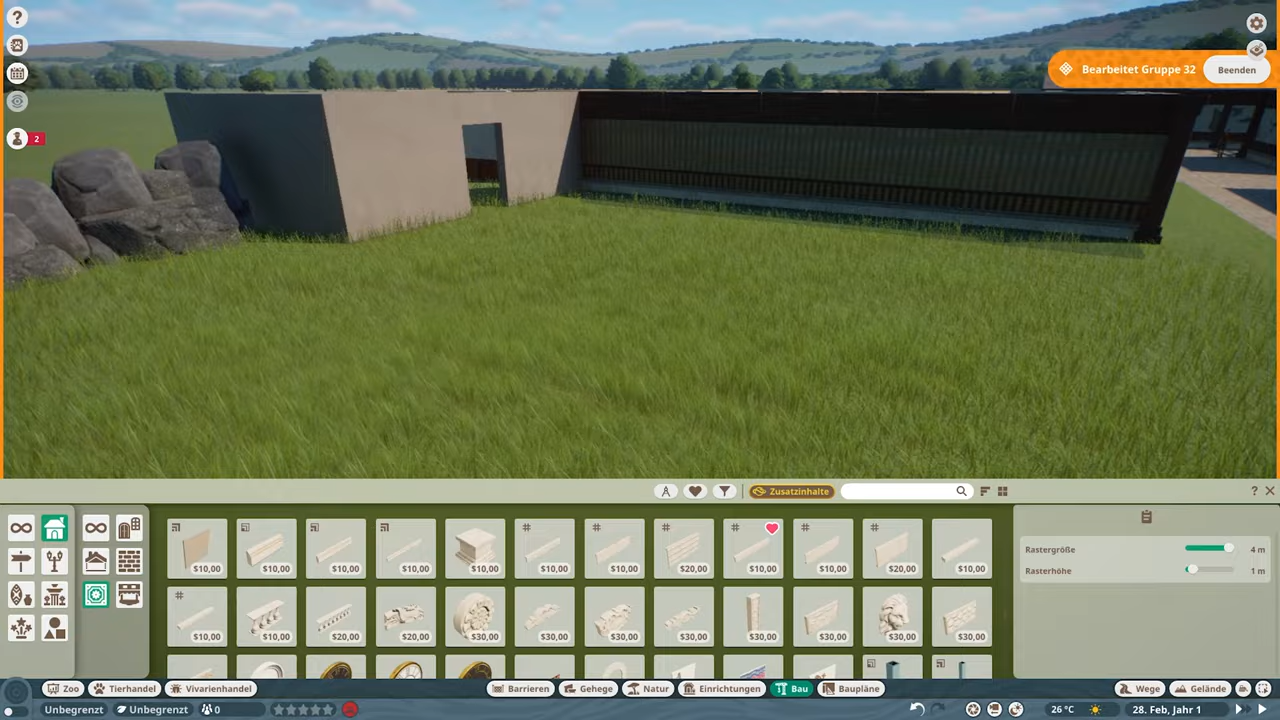 ?
Bearbeitet Gruppe 32
Beenden
2
Zusatzinhalte
? ×
$10,00 $10,00 $10,00 $10,00 $10,00 $10,00 $10,00 $20,00 $10,00 $10,00 $20,00 $10,00
Rastergröße 4 m
Rasterhöhe 1 m
$10,00 $10,00 $20,00 $20,00 $30,00 $30,00 $30,00 $30,00 $30,00 $30,00 $30,00 $30,00
Zoo Tierhandel Vivarienhandel Barrieren Gehege Natur Einrichtungen Bau Baupläne Wege Gelände
Unbegrenzt Unbegrenzt 0 26 °C 28. Feb, Jahr 1